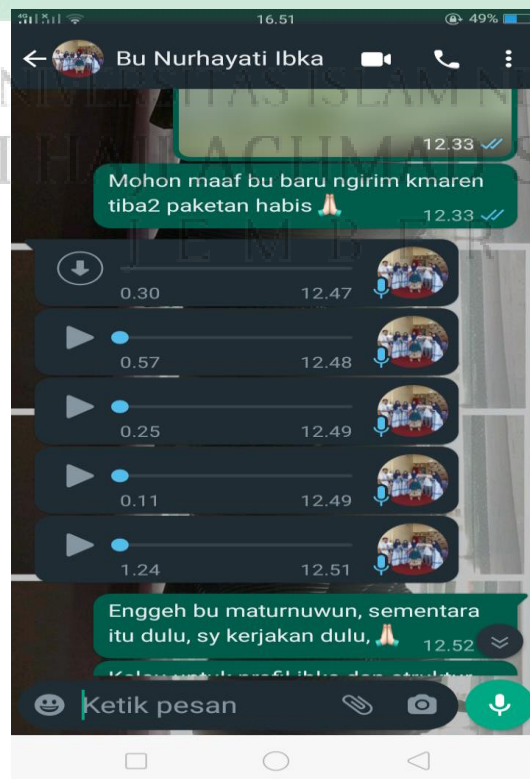 16.51
49%
Bu Nurhayati Ibka
12.33
Mohon maaf bu baru ngirim kmaren
tiba2 paketan habis 🙏🏻
12.33
0.30 12.47
0.57 12.48
0.25 12.49
0.11 12.49
1.24 12.51
Enggeh bu maturnuwun, sementara
itu dulu, sy kerjakan dulu, 🙏🏻
12.52
Ketik pesan
JEMBER